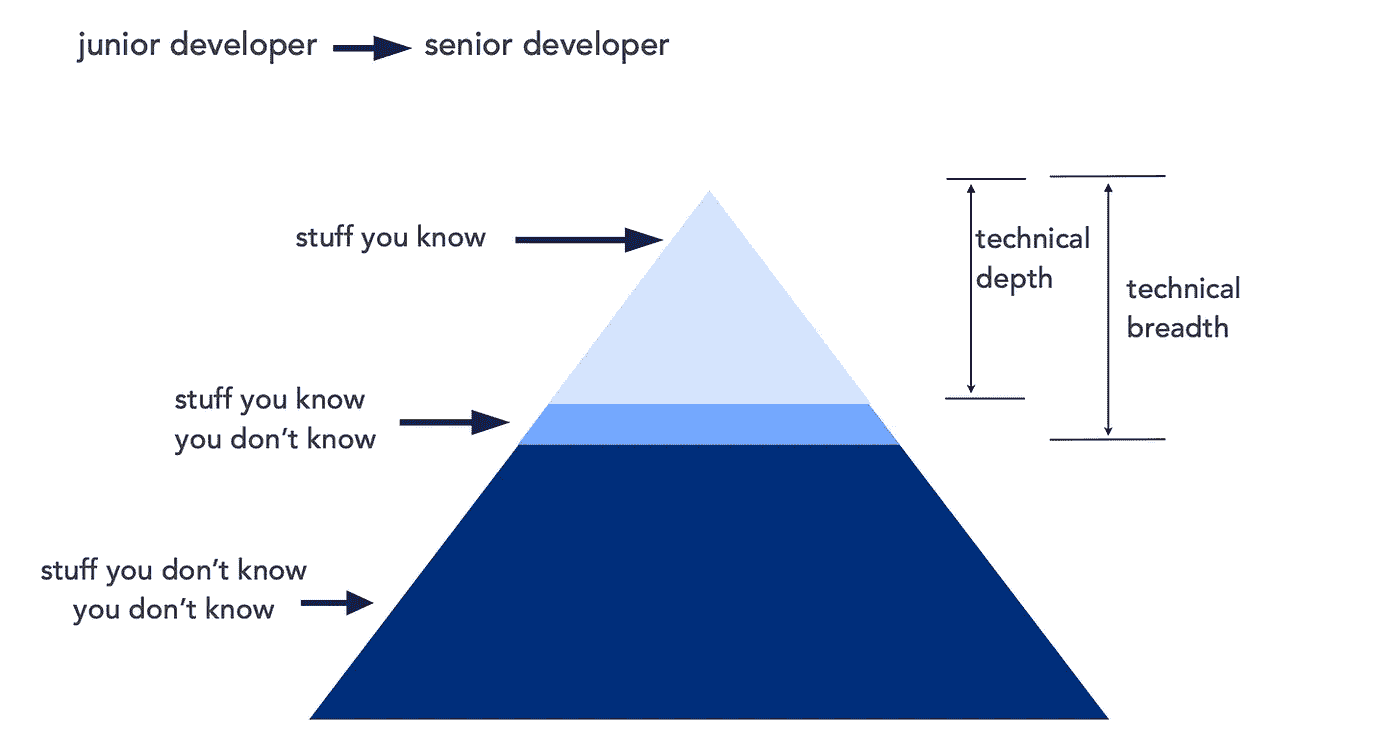 junior developer senior developer
stuff you know
technical
depth
technical
breadth
stuff you know
you don’t know
stuff you don’t know
you don’t know